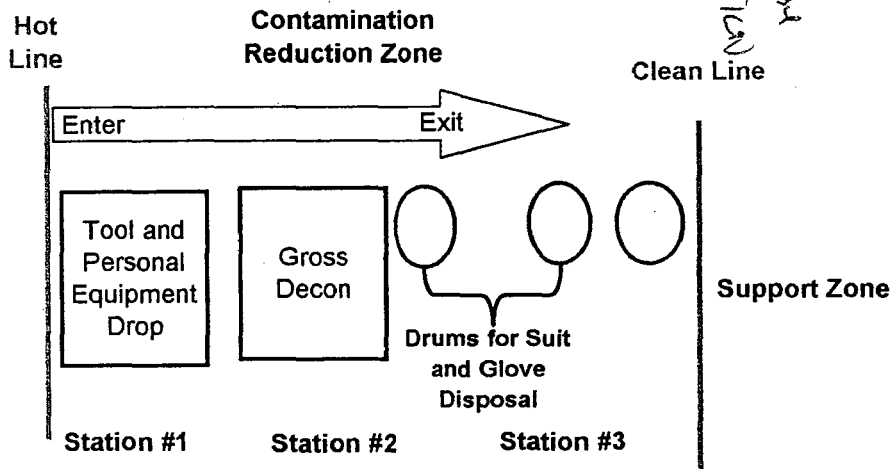 Hot
Line
Contamination
Reduction Zone
Clean Line
Enter
Exit
Tool and
Personal
Equipment
Drop
Gross
Decon
Drums for Suit
and Glove
Disposal
Support Zone
Station #1
Station #2
Station #3